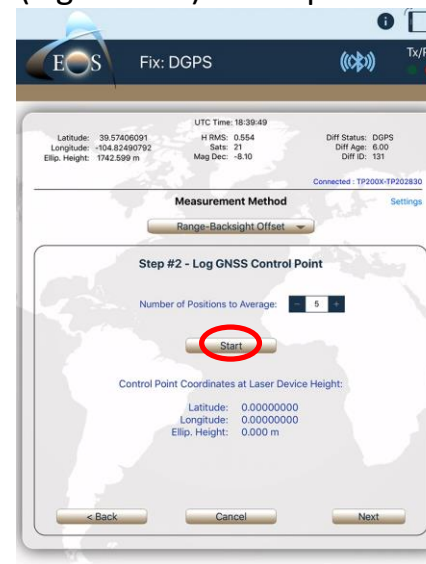 EOS
Fix: DGPS
UTC Time: 18:39:49
Latitude: 39.57406091
H RMS: 0.554
Diff Status: DGPS
Longitude: -104.82490792
Sats: 21
Diff Age: 6.00
Ellip. Height: 1742.599 m
Mag Dec: -8.10
Diff ID: 131
Connected : TP200X-TP202830
Measurement Method
Settings
Range-Backsight Offset
Step #2 - Log GNSS Control Point
Number of Positions to Average: - 5 +
Start
Control Point Coordinates at Laser Device Height:
Latitude: 0.00000000
Longitude: 0.00000000
Ellip. Height: 0.000 m
< Back
Cancel
Next